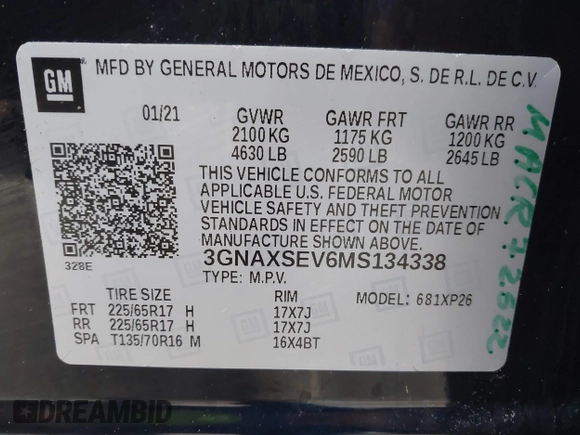 GM
MFD BY GENERAL MOTORS DE MEXICO, S. DE R.L. DE C.V.
01/21 GVWR GAWR FRT GAWR RR
2100 KG 1175 KG 1200 KG
4630 LB 2590 LB 2645 LB
THIS VEHICLE CONFORMS TO ALL
APPLICABLE U.S. FEDERAL MOTOR
VEHICLE SAFETY AND THEFT PREVENTION
STANDARDS IN EFFECT ON THE DATE OF
MANUFACTURE SHOWN ABOVE.
328E
3GNAXSEV6MS134338
TYPE: M.P.V.
TIRE SIZE RIM MODEL: 681XP26
FRT 225/65R17 H 17X7J
RR 225/65R17 H 17X7J
SPA T135/70R16 M 16X4BT
DREAMBID